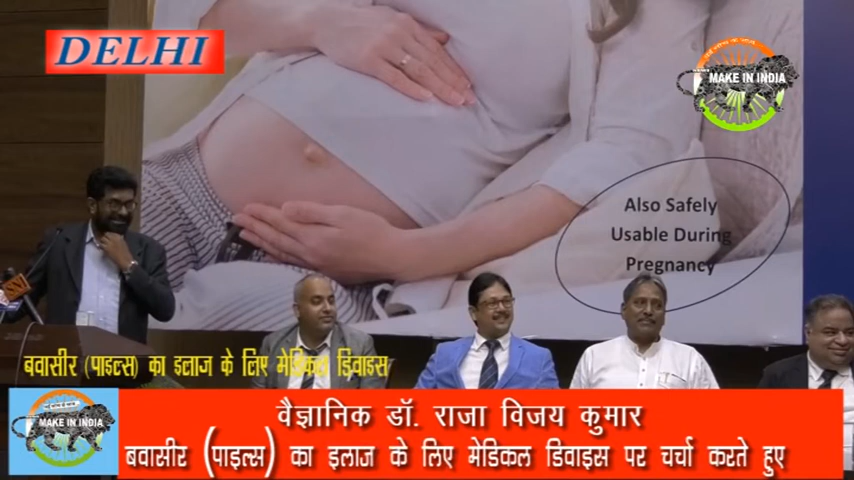 DELHI
MAKE IN INDIA
Also Safely
Usable During
Pregnancy
बवासीर (पाइल्स) का इलाज के लिए मेडिकल डिवाइस
MAKE IN INDIA
वैज्ञानिक डॉ. राजा विजय कुमार
बवासीर (पाइल्स) का इलाज के लिए मेडिकल डिवाइस पर चर्चा करते हुए